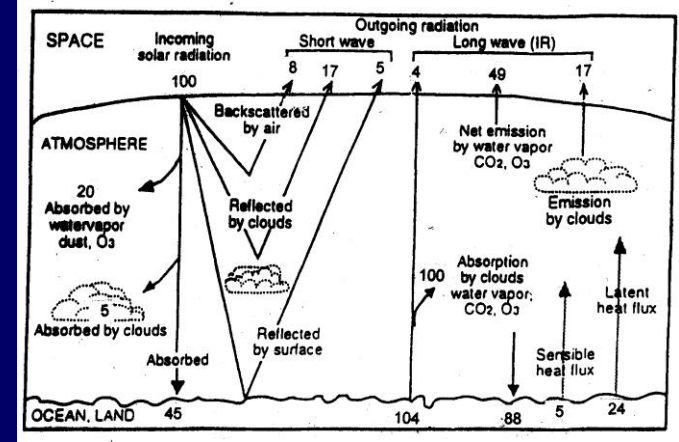 Outgoing radiation
SPACE
Incoming
solar radiation
Short wave
Long wave (IR)
100
8
17
5
4
49
17
Backscattered
by air
ATMOSPHERE
Net emission
by water vapor
CO2, O3
20
Absorbed by
watervapor
dust, O3
Reflected
by clouds
Emission
by clouds
5
Absorbed by clouds
100
Absorption
by clouds
water vapor;
CO2, O3
Latent
heat flux
Absorbed
Reflected
by surface
Sensible
heat flux
OCEAN, LAND
45
104
88
5
24